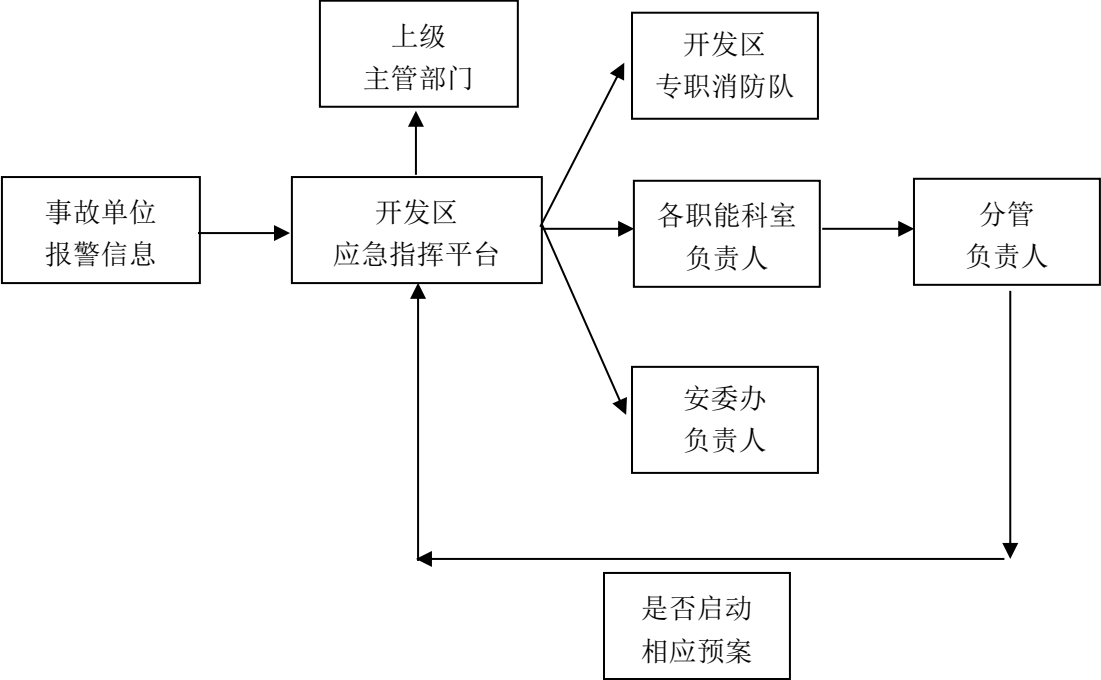 上级
主管部门
开发区
专职消防队
事故单位
报警信息
开发区
应急指挥平台
各职能科室
负责人
分管
负责人
安委办
负责人
是否启动
相应预案